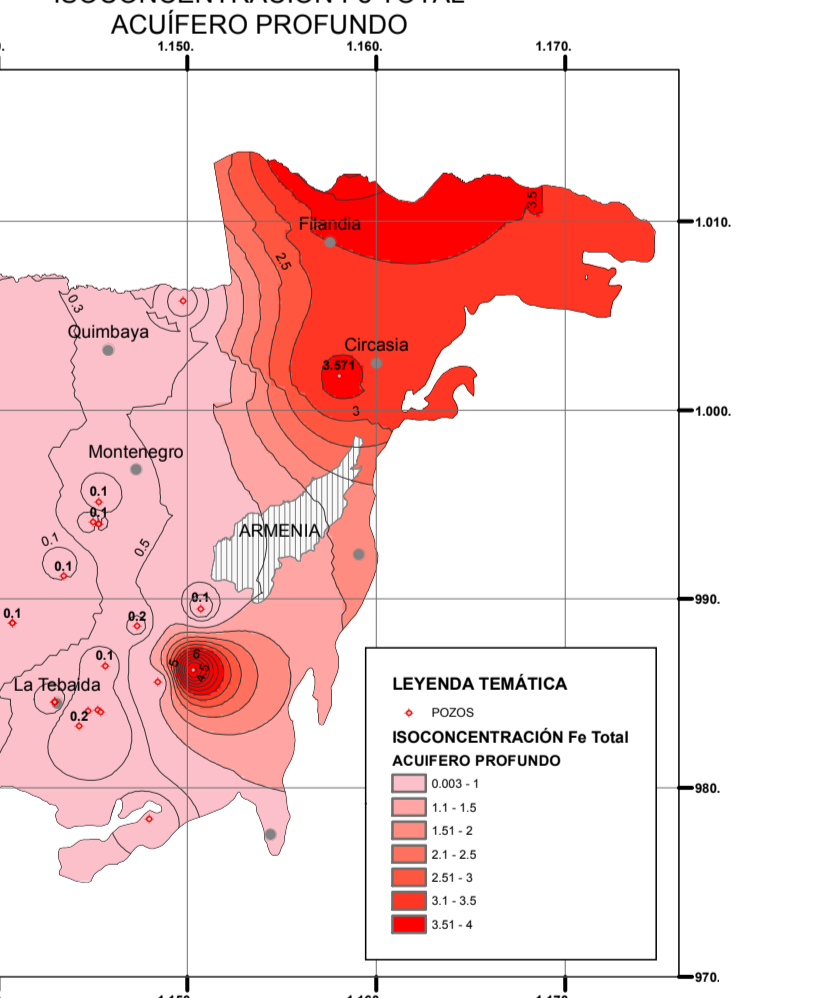 ACUÍFERO PROFUNDO
1.150.
1.160.
1.170.
3.5
Filandia
1.010.
2.5
0.3
Quimbaya
Circasia
3.571
3
1.000.
Montenegro
0.1
0.1
ARMENIA
0.1
0.5
0.1
0.1
990.
0.1
0.2
0.1
6
5
4.5
La Tebaida
0.2
LEYENDA TEMÁTICA
POZOS
ISOCONCENTRACIÓN Fe Total
ACUIFERO PROFUNDO
0.003 - 1
1.1 - 1.5
1.51 - 2
2.1 - 2.5
2.51 - 3
3.1 - 3.5
3.51 - 4
980.
970.